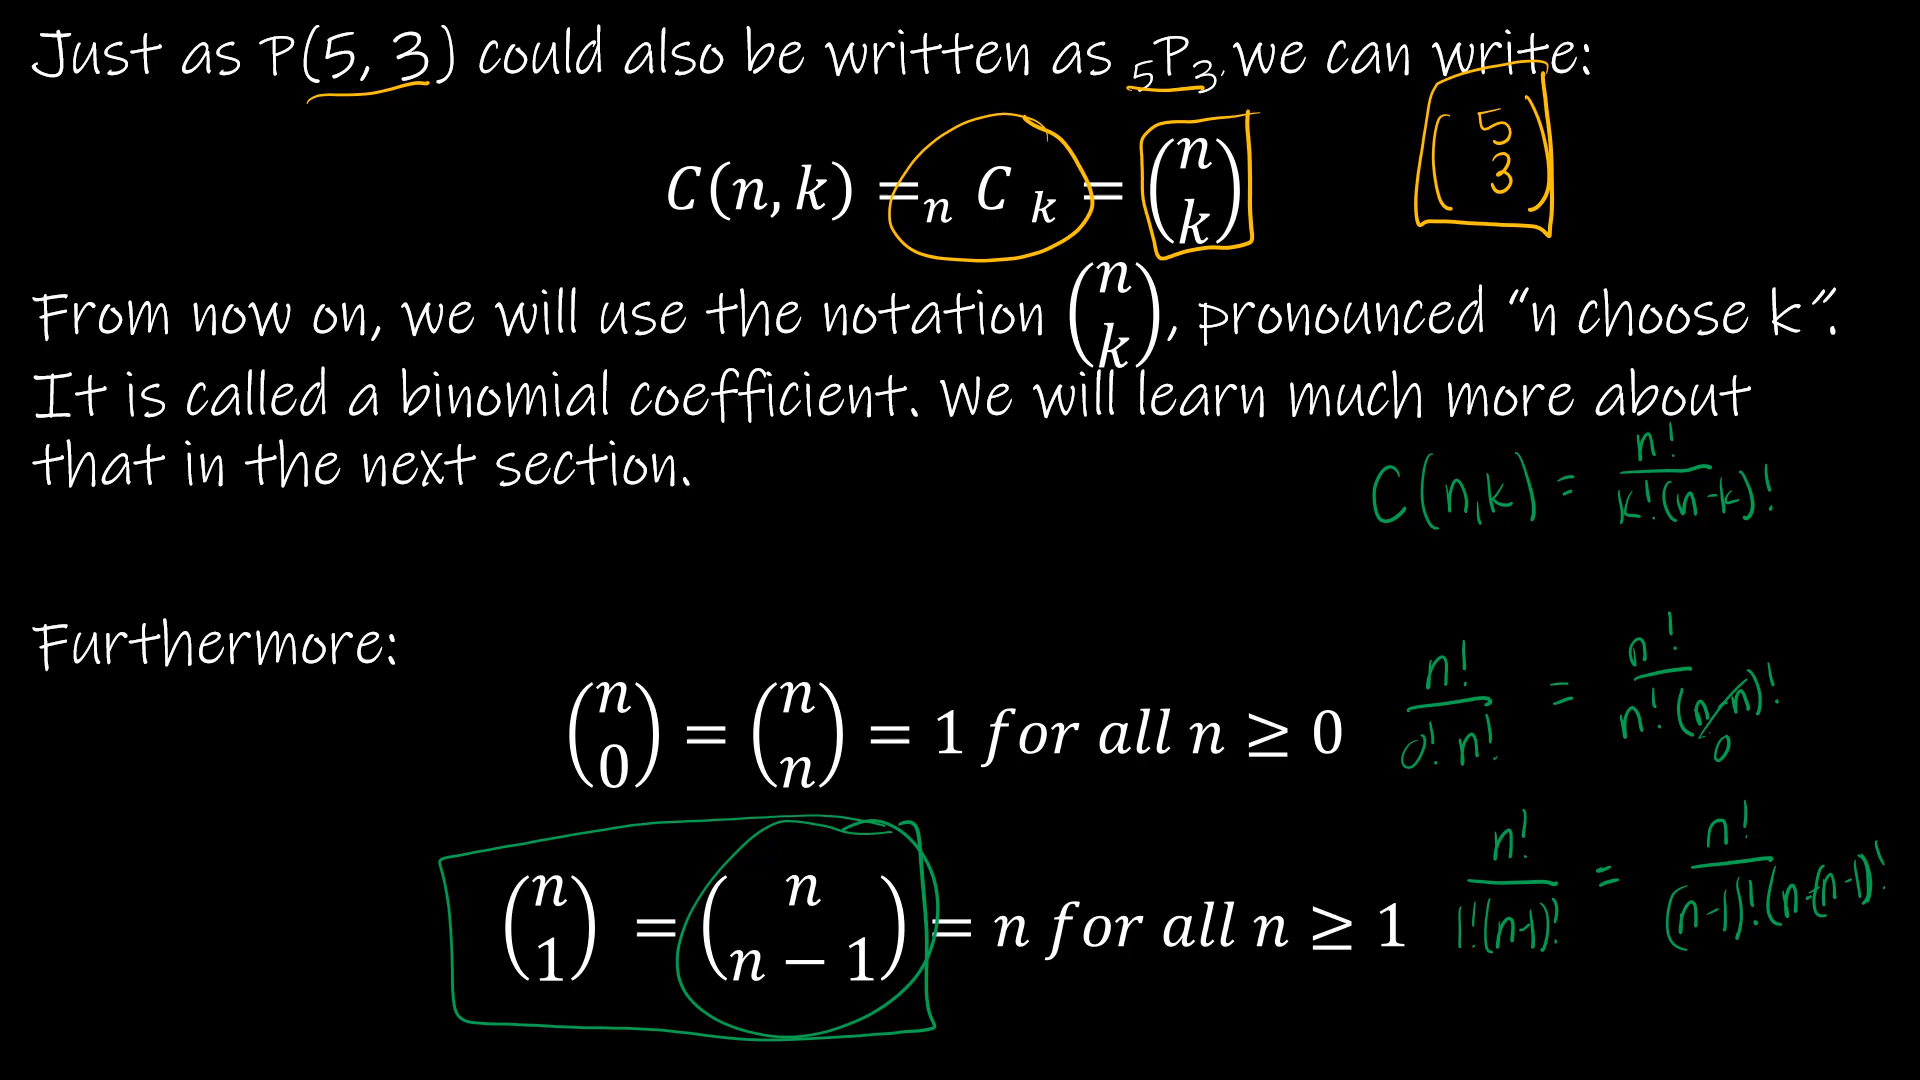 Just as P(5, 3) could also be written as ₅P₃, we can write:
( 5
3 )
C(n, k) = ₙ C ₖ = (n
k)
From now on, we will use the notation (n
k), pronounced “n choose k”.
It is called a binomial coefficient. We will learn much more about
that in the next section.
C(n,k) = n!
k!(n-k)!
Furthermore:
(n
0) = (n
n) = 1 for all n ≥ 0
n!
0! n!
= n!
n! (n-n)!
0
(n
1) = (n
n − 1) = n for all n ≥ 1
n!
1!(n-1)!
= n!
(n-1)!(n-(n-1)!